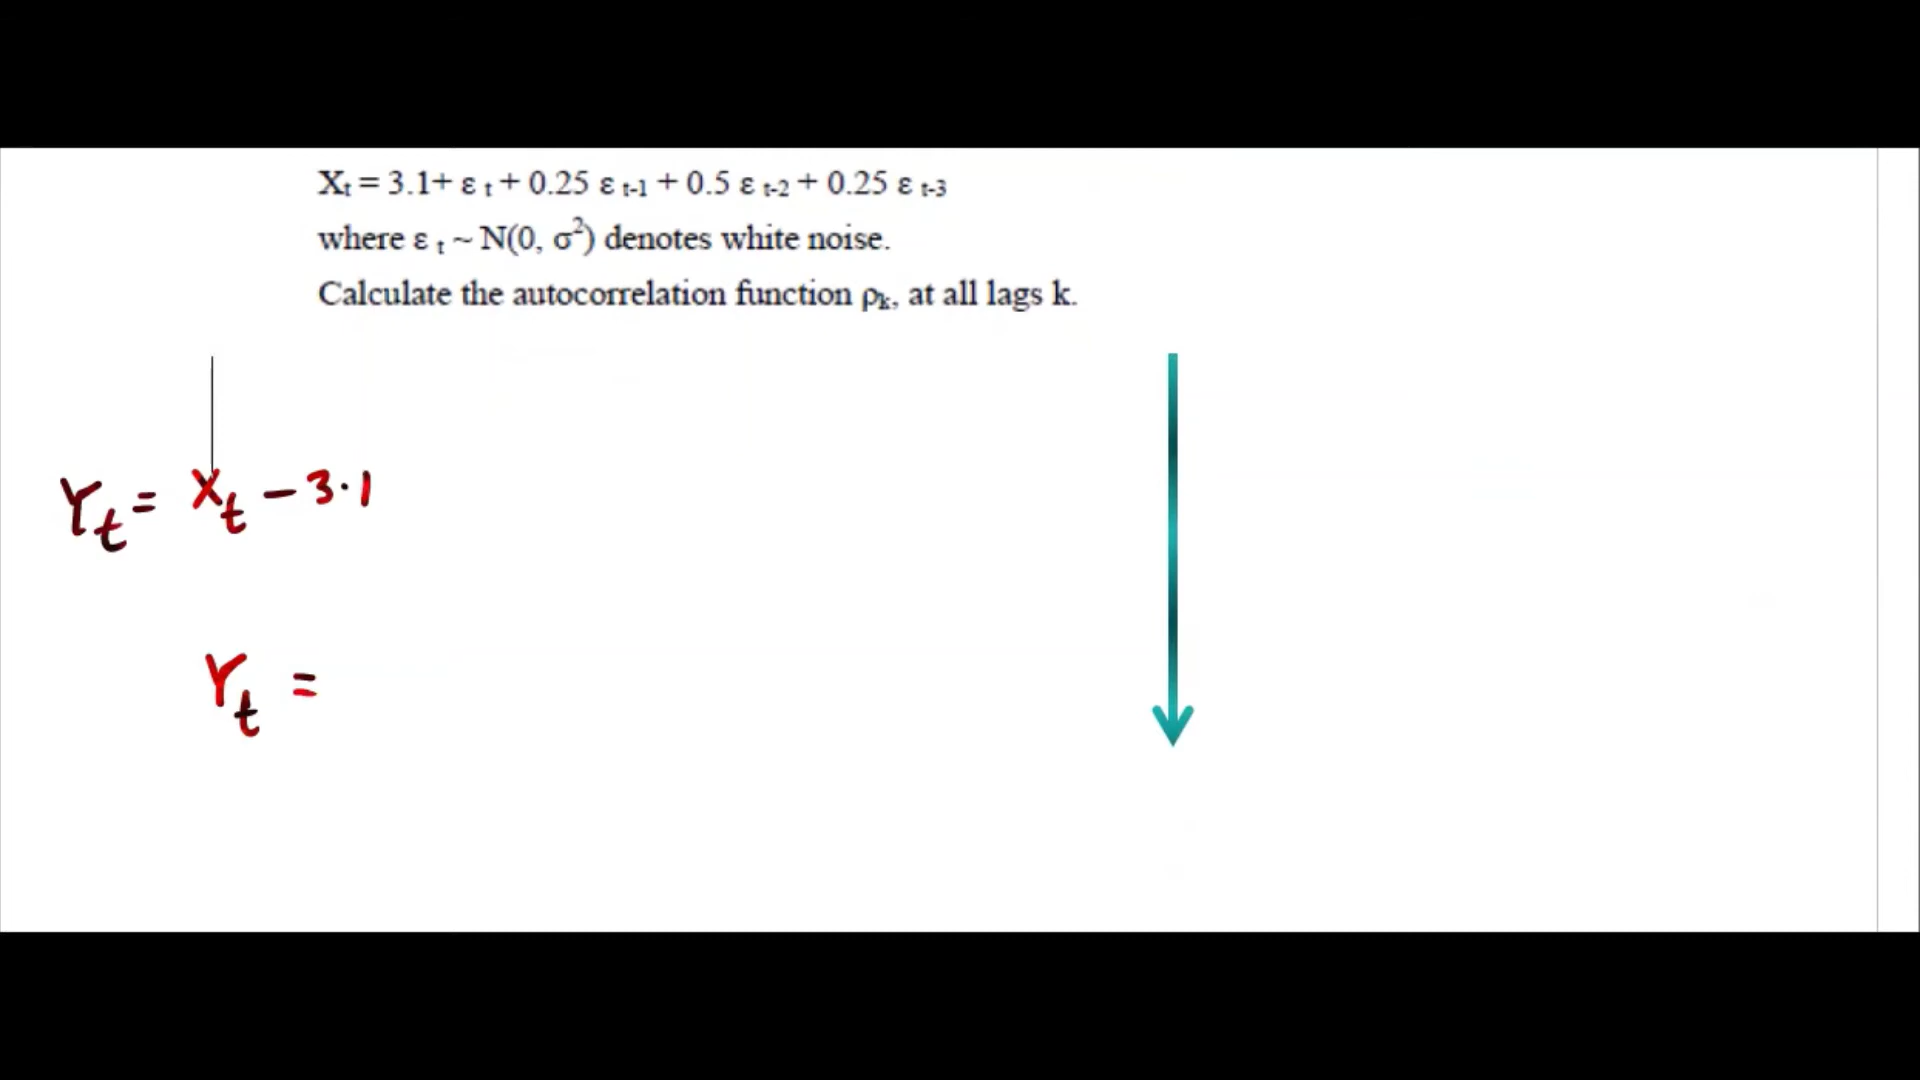 Xt = 3.1+ ε t + 0.25 ε t-1 + 0.5 ε t-2 + 0.25 ε t-3
where ε t ~ N(0, σ²) denotes white noise.
Calculate the autocorrelation function ρk, at all lags k.
Yt = Xt - 3.1
Yt =